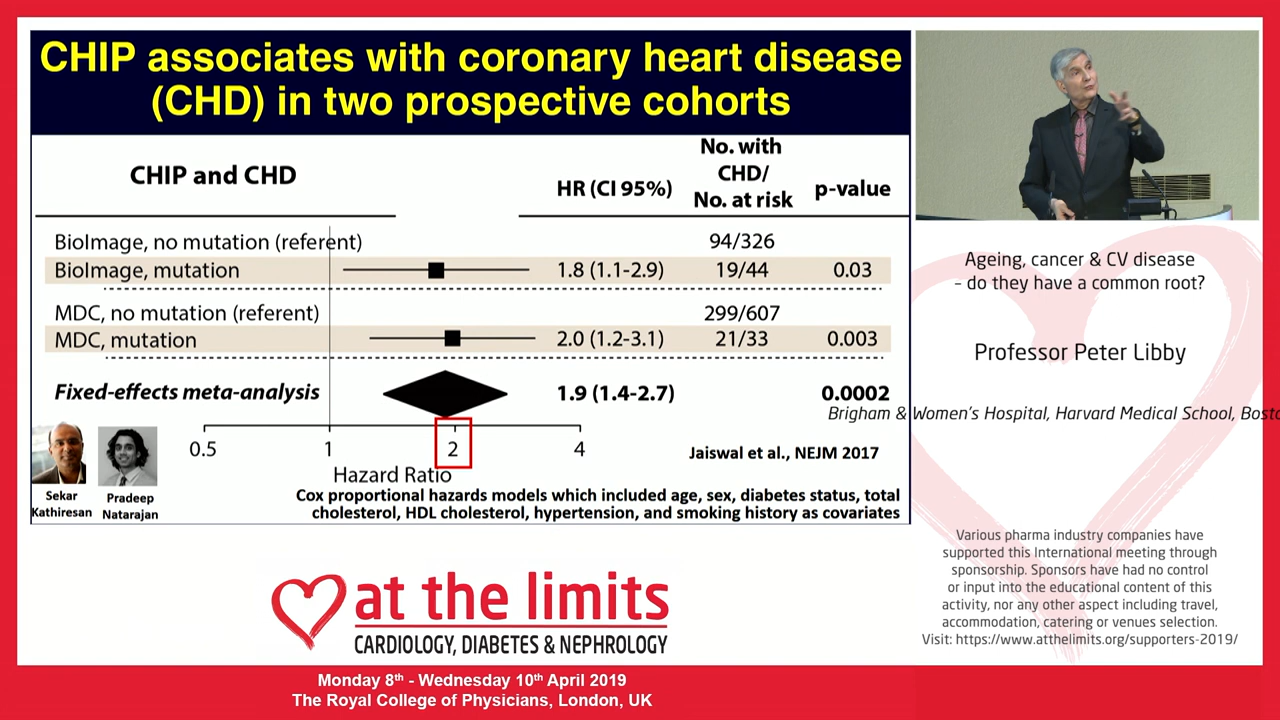 CHIP associates with coronary heart disease
(CHD) in two prospective cohorts
CHIP and CHD
HR (CI 95%)
No. with
CHD/
No. at risk
p-value
BioImage, no mutation (referent)
94/326
BioImage, mutation
1.8 (1.1-2.9)
19/44
0.03
MDC, no mutation (referent)
299/607
MDC, mutation
2.0 (1.2-3.1)
21/33
0.003
Fixed-effects meta-analysis
1.9 (1.4-2.7)
0.0002
0.5
1
2
4
Hazard Ratio
Jaiswal et al., NEJM 2017
Sekar
Kathiresan
Pradeep
Natarajan
Cox proportional hazards models which included age, sex, diabetes status, total
cholesterol, HDL cholesterol, hypertension, and smoking history as covariates
Ageing, cancer & CV disease
– do they have a common root?
Professor Peter Libby
Brigham & Women's Hospital, Harvard Medical School, Bosto
Various pharma industry companies have
supported this International meeting through
sponsorship. Sponsors have had no control
or input into the educational content of this
activity, nor any other aspect including travel,
accommodation, catering or venues selection.
Visit: https://www.atthelimits.org/supporters-2019/
at the limits
CARDIOLOGY, DIABETES & NEPHROLOGY
Monday 8th - Wednesday 10th April 2019
The Royal College of Physicians, London, UK